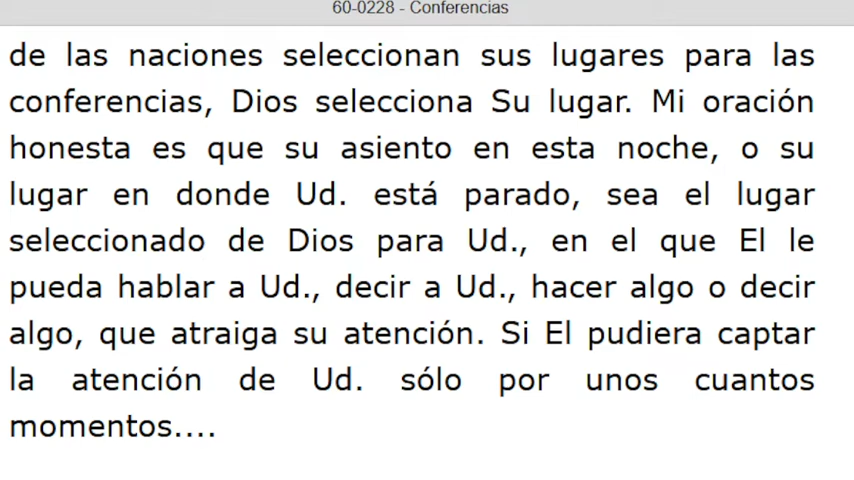 60-0228 - Conferencias
de las naciones seleccionan sus lugares para las
conferencias, Dios selecciona Su lugar. Mi oración
honesta es que su asiento en esta noche, o su
lugar en donde Ud. está parado, sea el lugar
seleccionado de Dios para Ud., en el que El le
pueda hablar a Ud., decir a Ud., hacer algo o decir
algo, que atraiga su atención. Si El pudiera captar
la atención de Ud. sólo por unos cuantos
momentos....